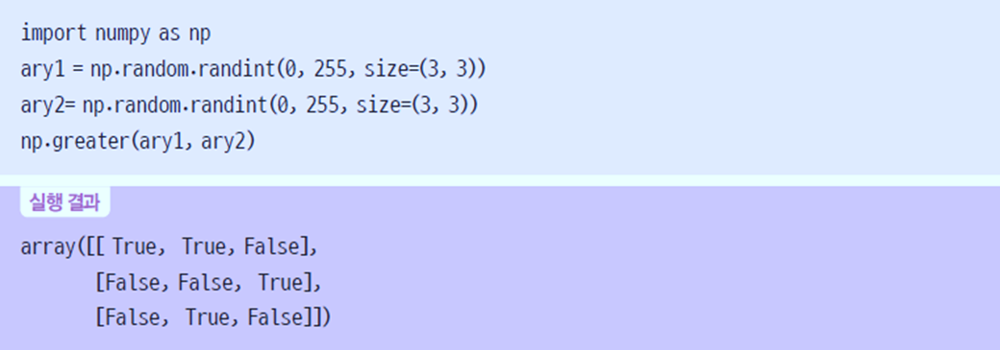 import numpy as np
ary1 = np.random.randint(0, 255, size=(3, 3))
ary2= np.random.randint(0, 255, size=(3, 3))
np.greater(ary1, ary2)
실행 결과
array([[ True, True, False],
[False, False, True],
[False, True, False]])